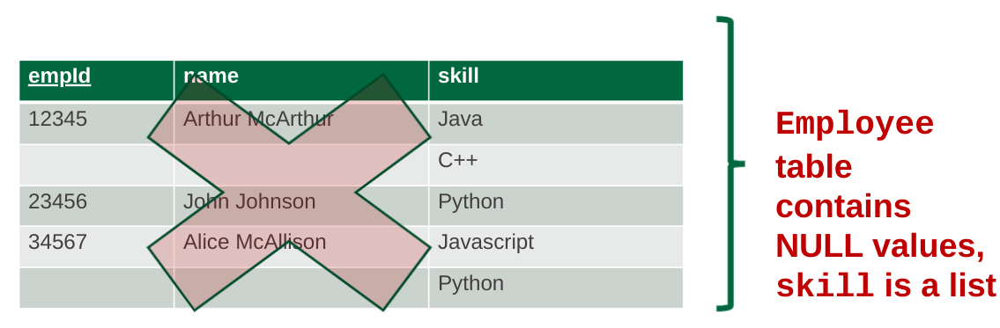 empId name skill
12345 Arthur McArthur Java
C++
23456 John Johnson Python
34567 Alice McAllison Javascript
Python
Employee
table
contains
NULL values,
skill is a list